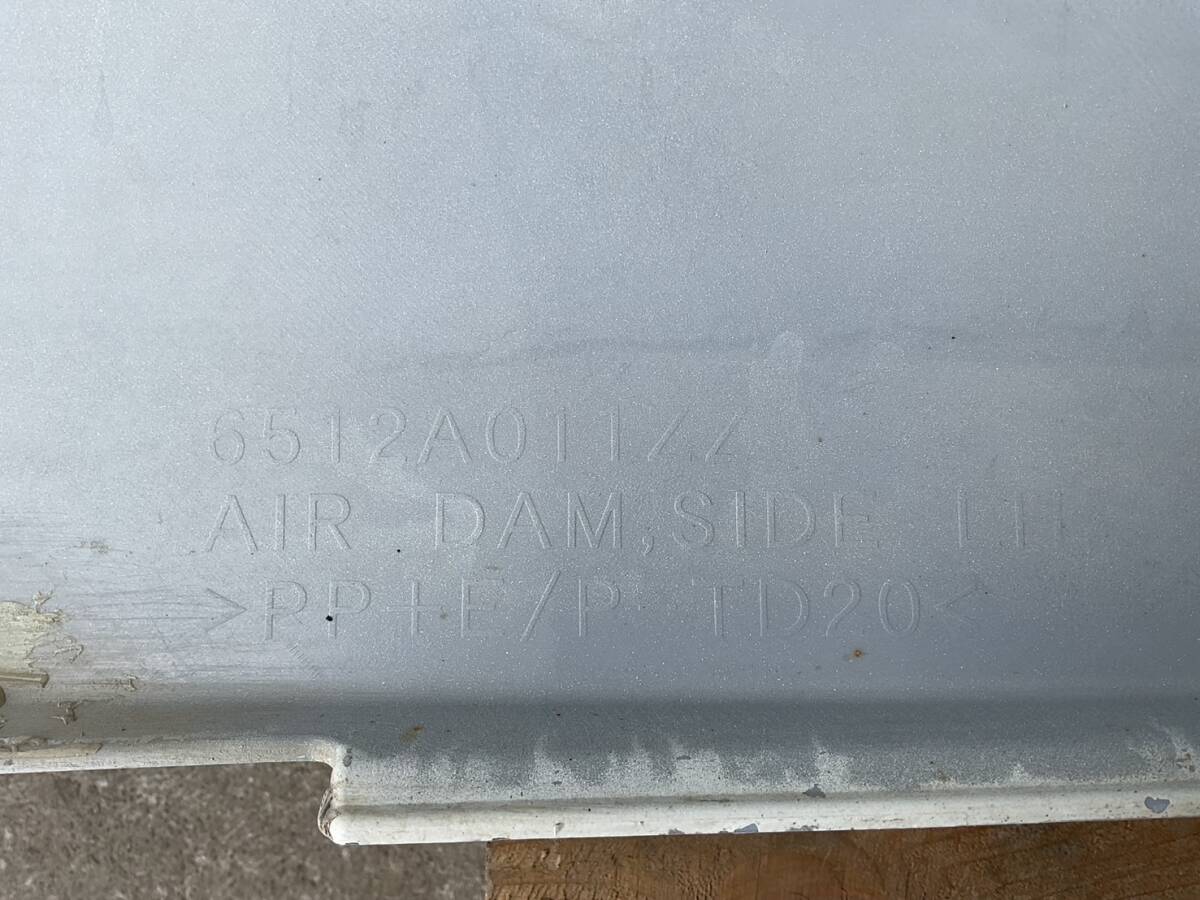 6512A011ZZ
AIR DAM,SIDE LH
>PP+E/P-TD20<